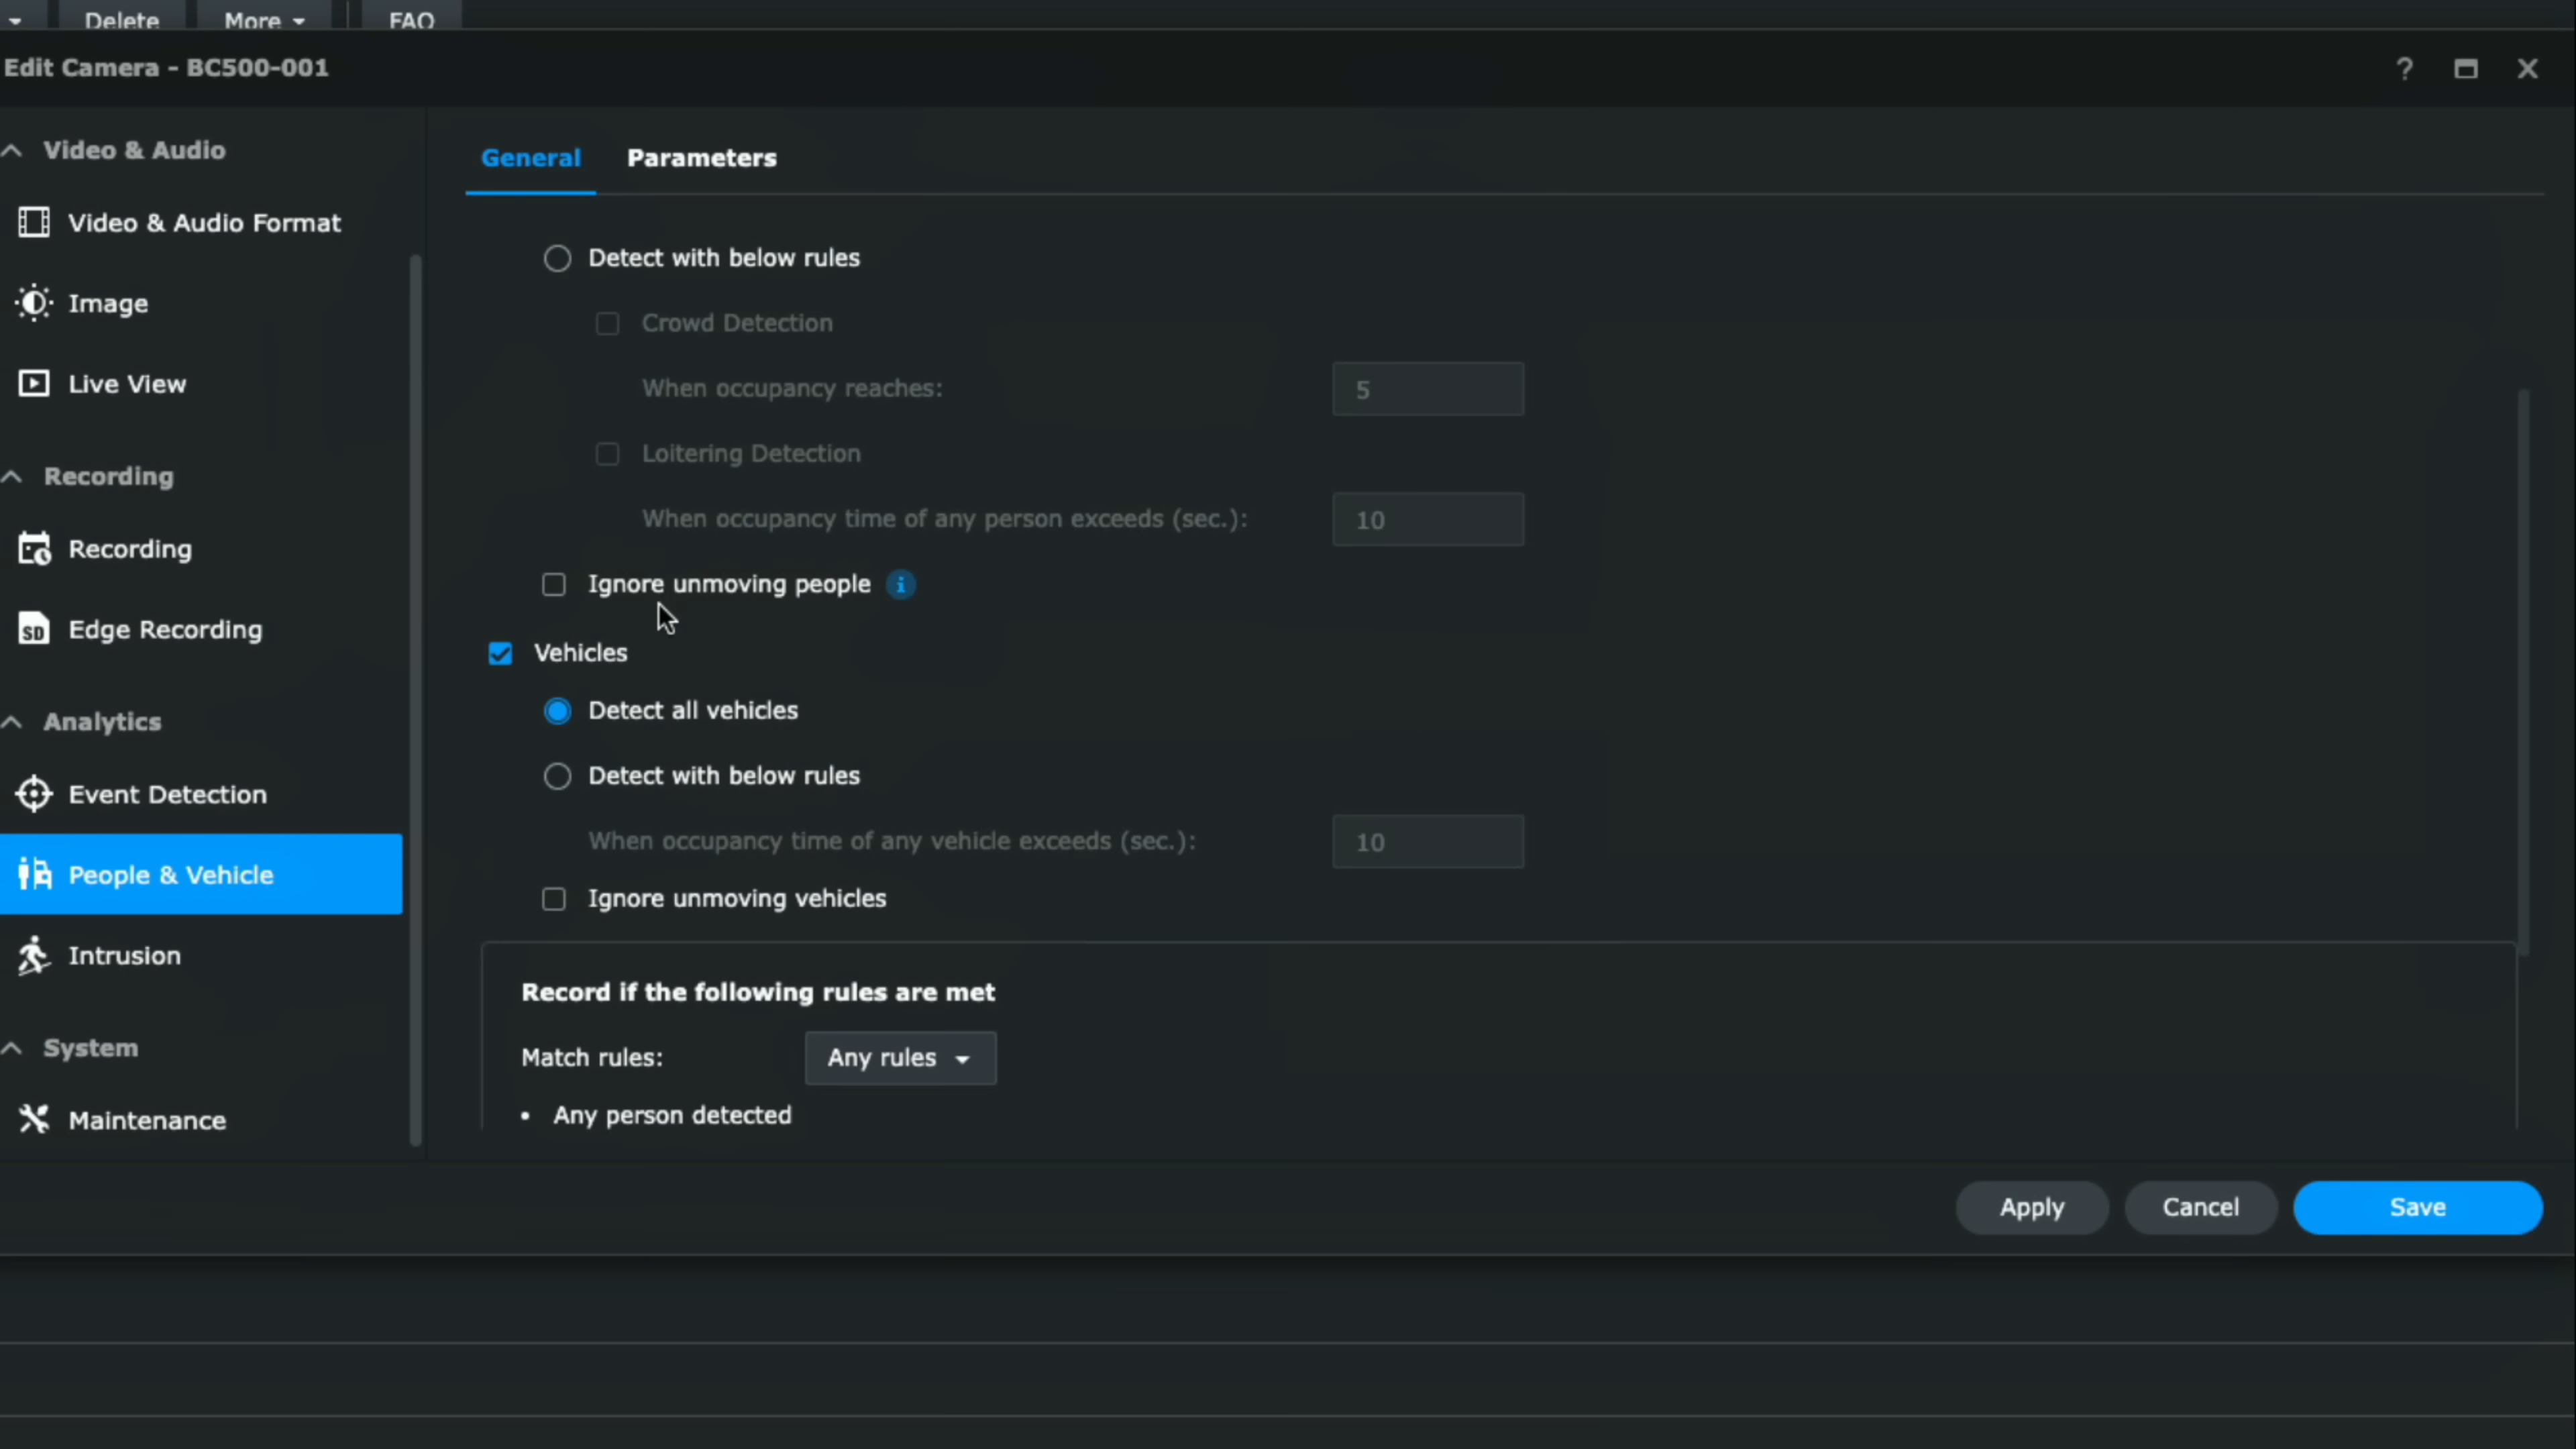 Delete More FAQ
Edit Camera - BC500-001
?
Video & Audio
Video & Audio Format
Image
Live View
Recording
Recording
SD Edge Recording
Analytics
Event Detection
People & Vehicle
Intrusion
System
Maintenance
General Parameters
Detect with below rules
Crowd Detection
When occupancy reaches: 5
Loitering Detection
When occupancy time of any person exceeds (sec.): 10
Ignore unmoving people i
Vehicles
Detect all vehicles
Detect with below rules
When occupancy time of any vehicle exceeds (sec.): 10
Ignore unmoving vehicles
Record if the following rules are met
Match rules: Any rules
• Any person detected
Apply Cancel Save